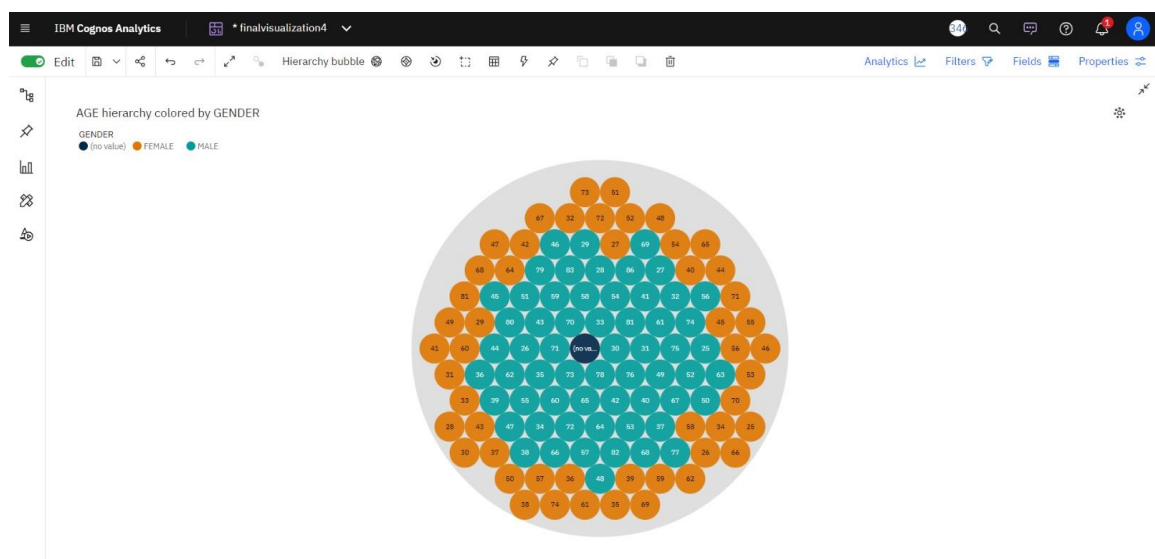 IBM Cognos Analytics
* finalvisualization4
1
Edit
Hierarchy bubble
Analytics
Filters
Fields
Properties
AGE hierarchy colored by GENDER
GENDER
(no value) FEMALE MALE
73 51
67 32 72 52 48
47 42 46 29 27 69 54 65
68 64 79 83 28 86 27 40 44
81 45 51 59 58 54 41 32 56 71
49 29 80 43 70 33 81 61 74 45 55
41 60 44 26 71 (no va... 30 31 75 25 56 46
31 36 62 35 73 78 76 49 52 63 53
33 39 55 60 65 42 40 67 50 70
28 43 47 34 72 64 53 37 58 34 25
30 37 38 66 57 82 68 77 26 66
50 57 36 48 39 59 62
38 74 61 35 69